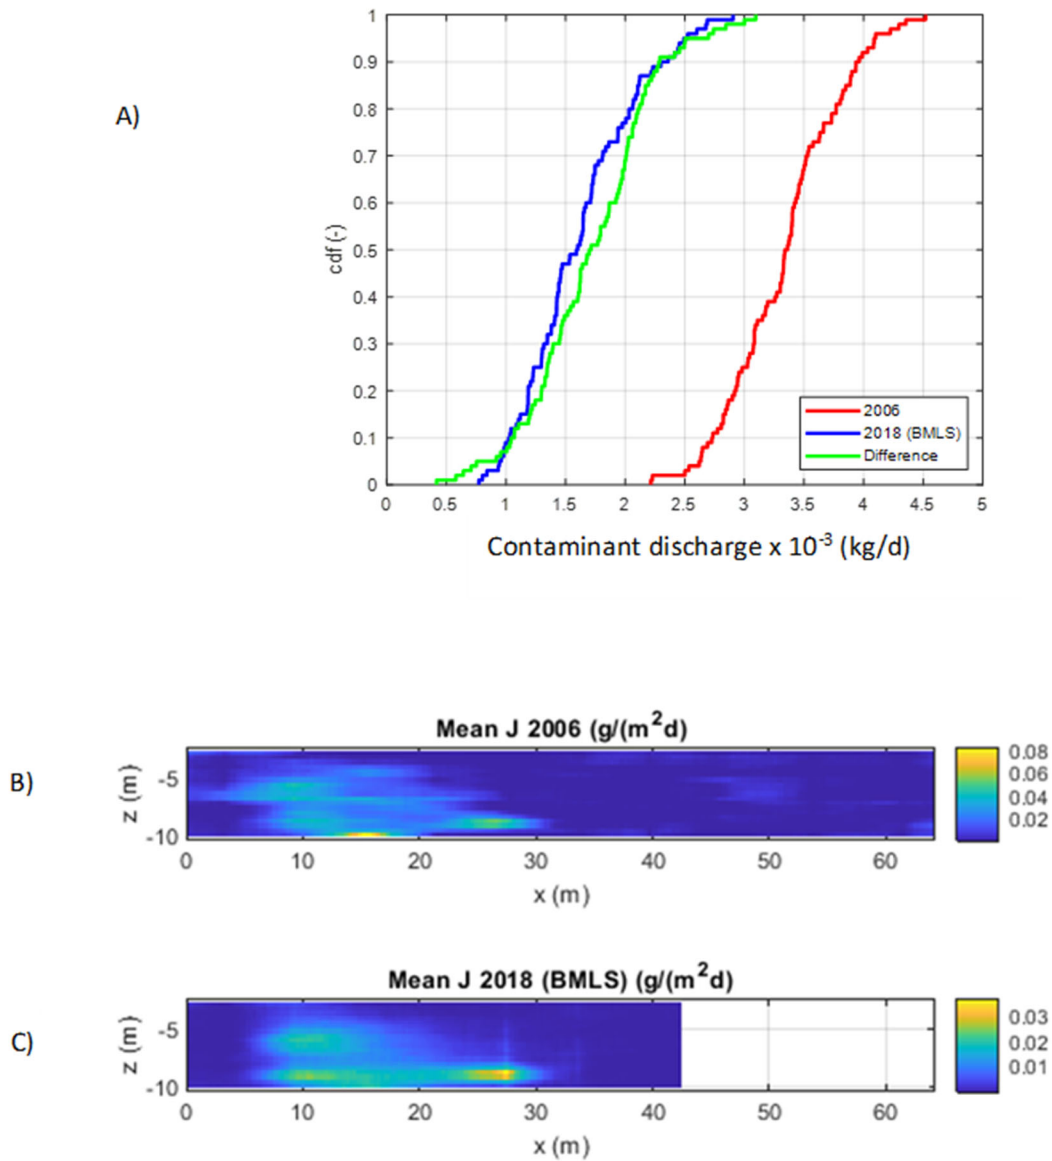 A)
cdf (-)
1
0.9
0.8
0.7
0.6
0.5
0.4
0.3
0.2
0.1
0
0 0.5 1 1.5 2 2.5 3 3.5 4 4.5 5
2006
2018 (BMLS)
Difference
Contaminant discharge x 10⁻³ (kg/d)
B)
Mean J 2006 (g/(m²d)
z (m)
-5
-10
0 10 20 30 40 50 60
x (m)
0.08
0.06
0.04
0.02
C)
Mean J 2018 (BMLS) (g/(m²d)
z (m)
-5
-10
0 10 20 30 40 50 60
x (m)
0.03
0.02
0.01